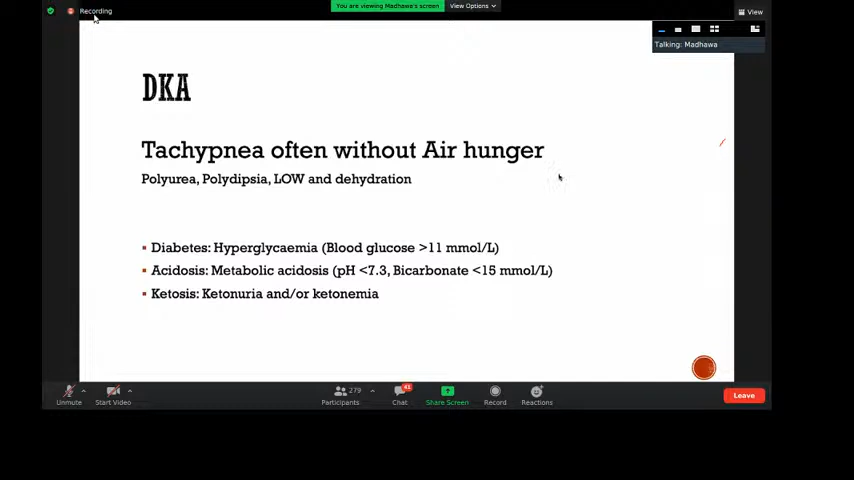 Recording
You are viewing Madhawa's screen
View Options
View
Talking: Madhawa
DKA
Tachypnea often without Air hunger
Polyurea, Polydipsia, LOW and dehydration
Diabetes: Hyperglycaemia (Blood glucose >11 mmol/L)
Acidosis: Metabolic acidosis (pH <7.3, Bicarbonate <15 mmol/L)
Ketosis: Ketonuria and/or ketonemia
Unmute
Start Video
279
Participants
41
Chat
Share Screen
Record
Reactions
Leave